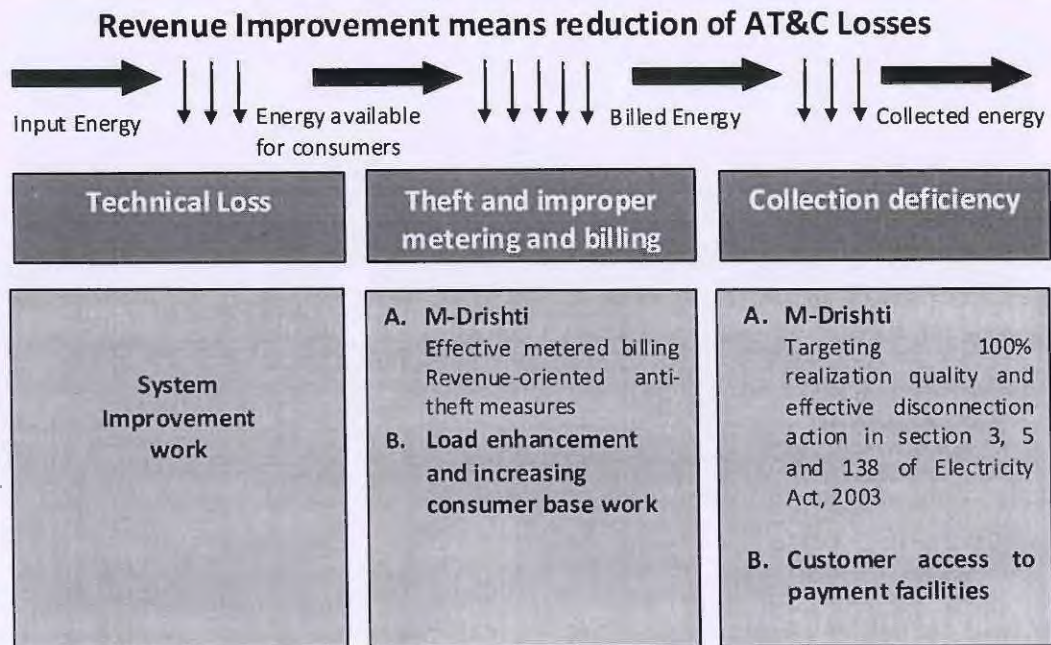 Revenue Improvement means reduction of AT&C Losses
Input Energy
Energy available
for consumers
Billed Energy
Collected energy
Technical Loss
Theft and improper
metering and billing
Collection deficiency
System
Improvement
work
A. M-Drishti
Effective metered billing
Revenue-oriented anti-
theft measures
B. Load enhancement
and increasing
consumer base work
A. M-Drishti
Targeting 100%
realization quality and
effective disconnection
action in section 3, 5
and 138 of Electricity
Act, 2003
B. Customer access to
payment facilities